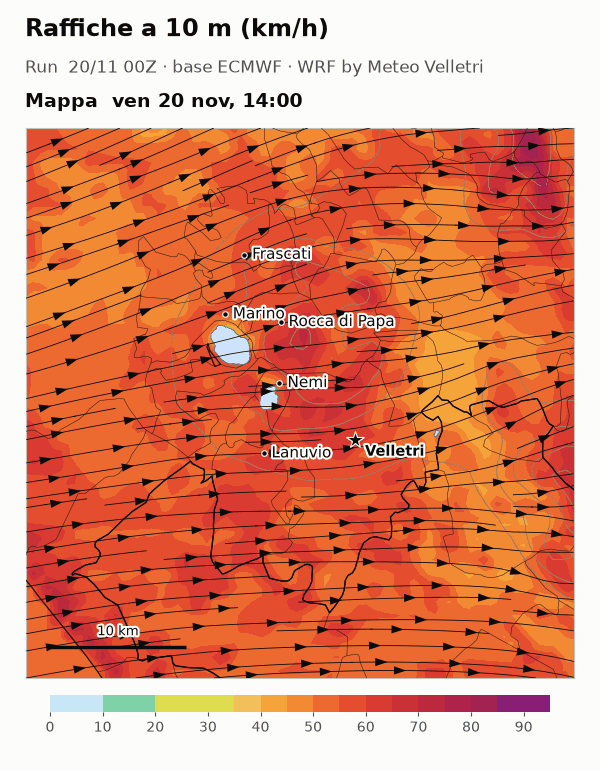 Raffiche a 10 m (km/h)
Run 20/11 00Z · base ECMWF · WRF by Meteo Velletri
Mappa ven 20 nov, 14:00
Frascati
Marino
Rocca di Papa
Nemi
Velletri
Lanuvio
10 km
0 10 20 30 40 50 60 70 80 90